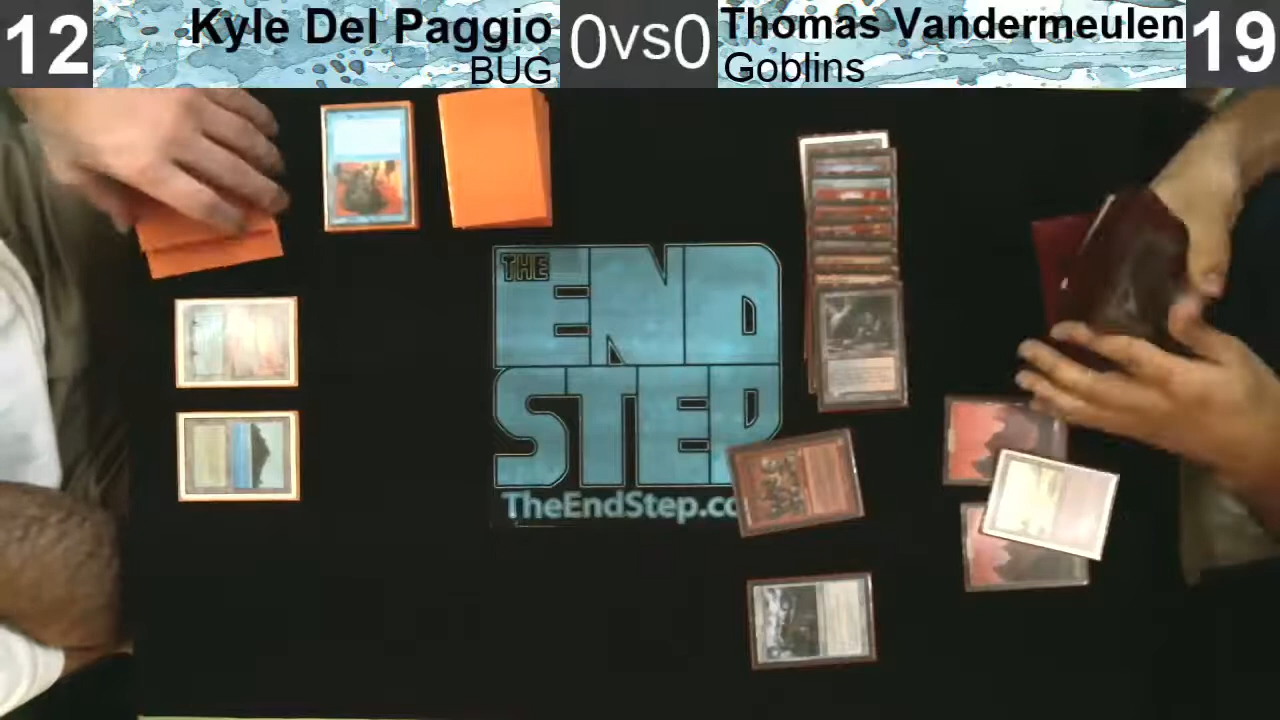 12
Kyle Del Paggio
BUG
0vs0
Thomas Vandermeulen
Goblins
19
THE
END
STEP
TheEndStep.co